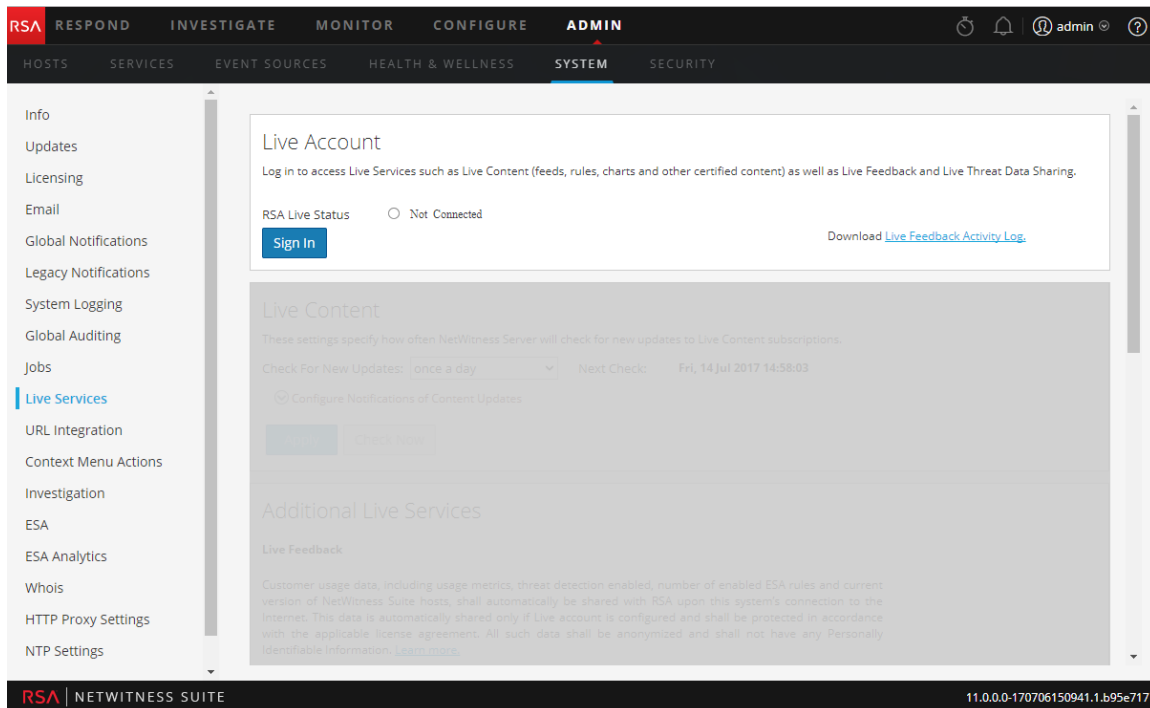 RSA RESPOND INVESTIGATE MONITOR CONFIGURE ADMIN admin
HOSTS SERVICES EVENT SOURCES HEALTH & WELLNESS SYSTEM SECURITY
Info
Updates
Licensing
Email
Global Notifications
Legacy Notifications
System Logging
Global Auditing
Jobs
Live Services
URL Integration
Context Menu Actions
Investigation
ESA
ESA Analytics
Whois
HTTP Proxy Settings
NTP Settings
Live Account
Log in to access Live Services such as Live Content (feeds, rules, charts and other certified content) as well as Live Feedback and Live Threat Data Sharing.
RSA Live Status Not Connected
Sign In
Download Live Feedback Activity Log.
Live Content
These settings specify how often NetWitness Server will check for new updates to Live Content subscriptions.
Check For New Updates: once a day Next Check: Fri, 14 Jul 2017 14:58:03
Configure Notifications of Content Updates
Check Now
Additional Live Services
Live Feedback
Customer usage data, including usage metrics, threat detection enabled, number of enabled ESA rules and current
version of NetWitness Suite hosts, shall automatically be shared with RSA upon this system's connection to the
Internet. This data is automatically shared only if Live account is configured and shall be protected in accordance
with the applicable license agreement. All such data shall be anonymized and shall not have any Personally
Identifiable Information. Learn more.
RSA NETWITNESS SUITE 11.0.0.0-170706150941.1.b95e717